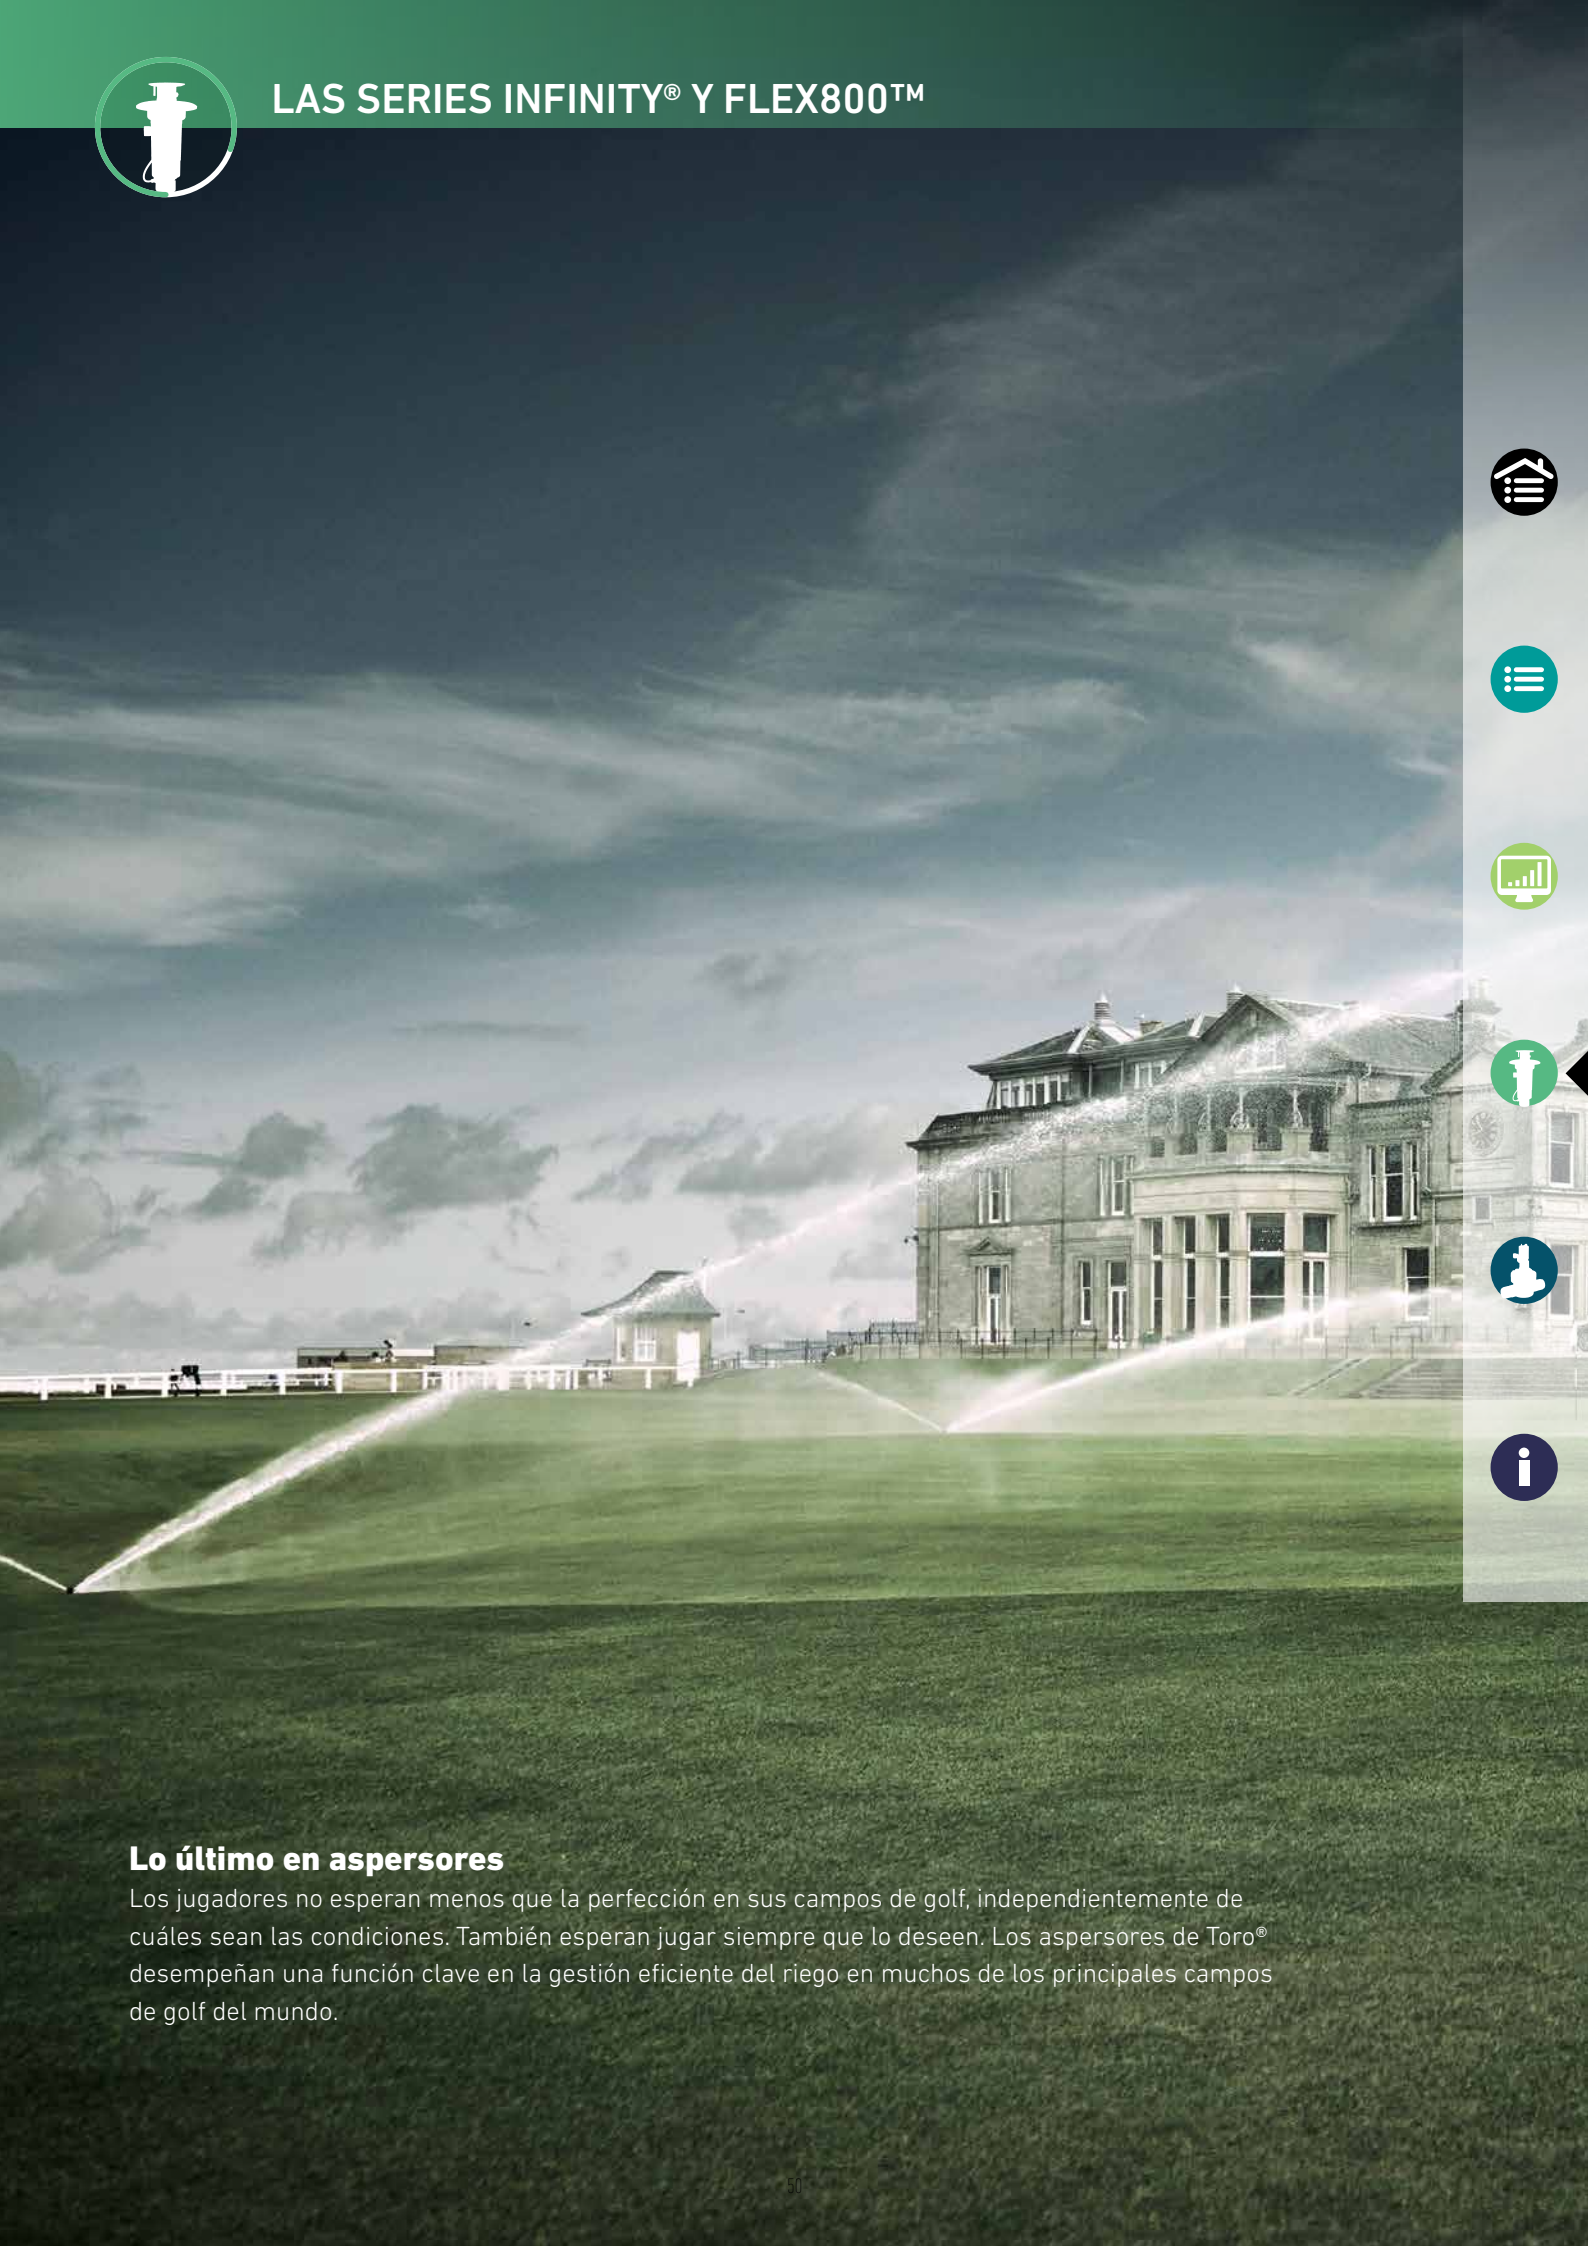 LAS SERIES INFINITY® Y FLEX800™
Lo último en aspersores
Los jugadores no esperan menos que la perfección en sus campos de golf, independientemente de
cuáles sean las condiciones. También esperan jugar siempre que lo deseen. Los aspersores de Toro®
desempeñan una función clave en la gestión eficiente del riego en muchos de los principales campos
de golf del mundo.
50